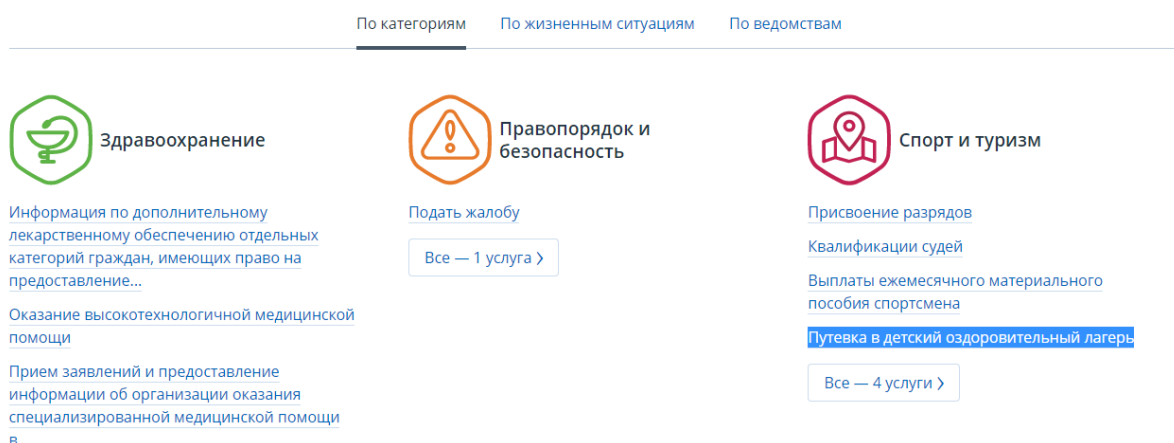 По категориям
По жизненным ситуациям
По ведомствам
Здравоохранение
Информация по дополнительному
лекарственному обеспечению отдельных
категорий граждан, имеющих право на
предоставление...
Оказание высокотехнологичной медицинской
помощи
Прием заявлений и предоставление
информации об организации оказания
специализированной медицинской помощи
в
Правопорядок и
безопасность
Подать жалобу
Все — 1 услуга
Спорт и туризм
Присвоение разрядов
Квалификации судей
Выплаты ежемесячного материального
пособия спортсмена
Путевка в детский оздоровительный лагерь
Все — 4 услуги